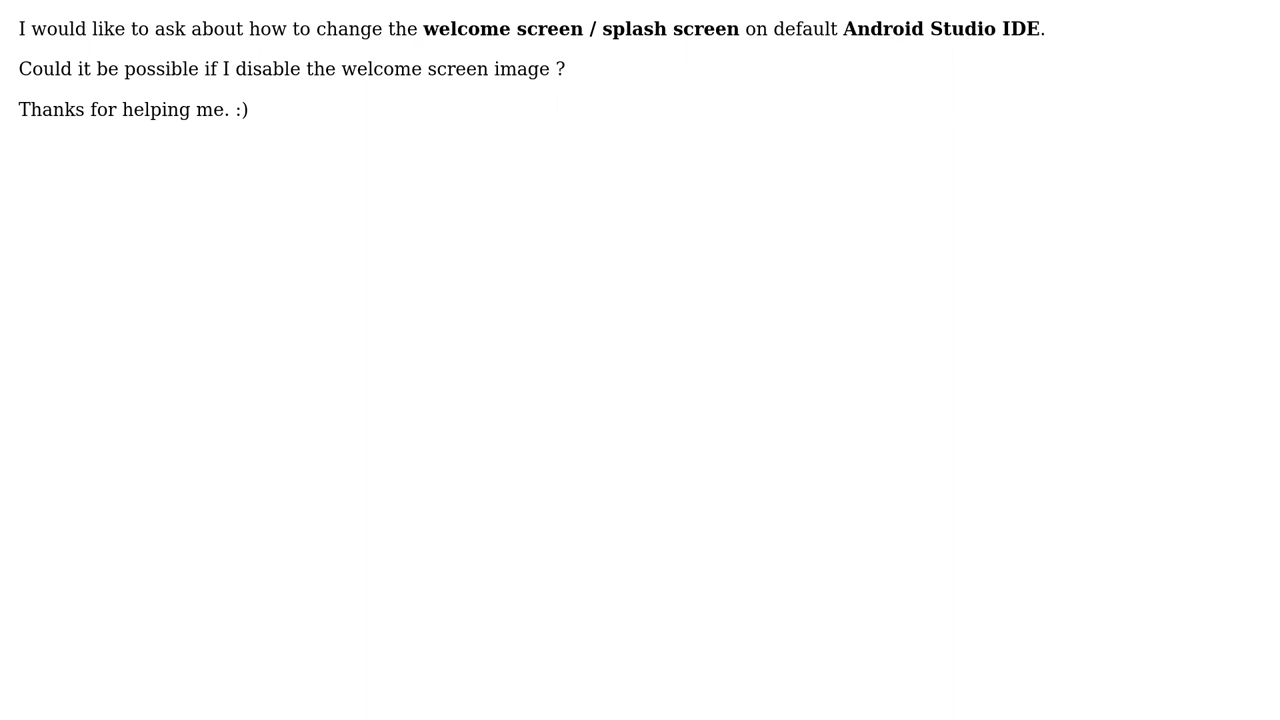 I would like to ask about how to change the welcome screen / splash screen on default Android Studio IDE.
Could it be possible if I disable the welcome screen image ?
Thanks for helping me. :)